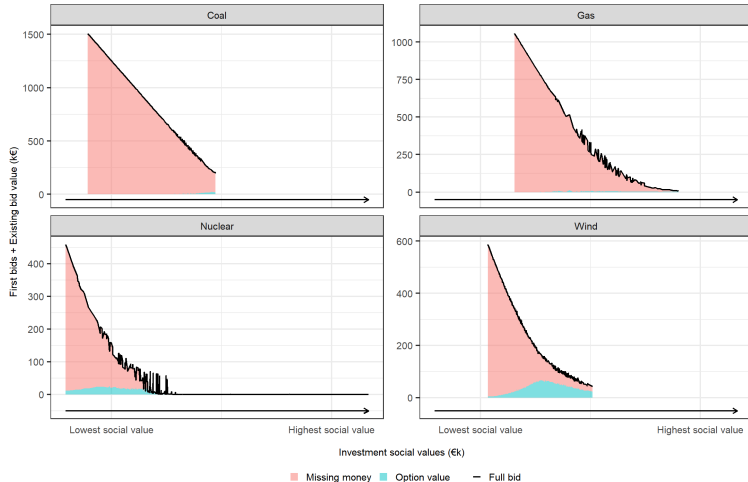 Coal
Gas
1500
1000
500
0
1000
750
500
250
0
Nuclear
Wind
400
300
200
100
0
600
400
200
0
First bids + Existing bid value (k€)
Lowest social value
Highest social value
Lowest social value
Highest social value
Investment social values (€k)
Missing money
Option value
Full bid